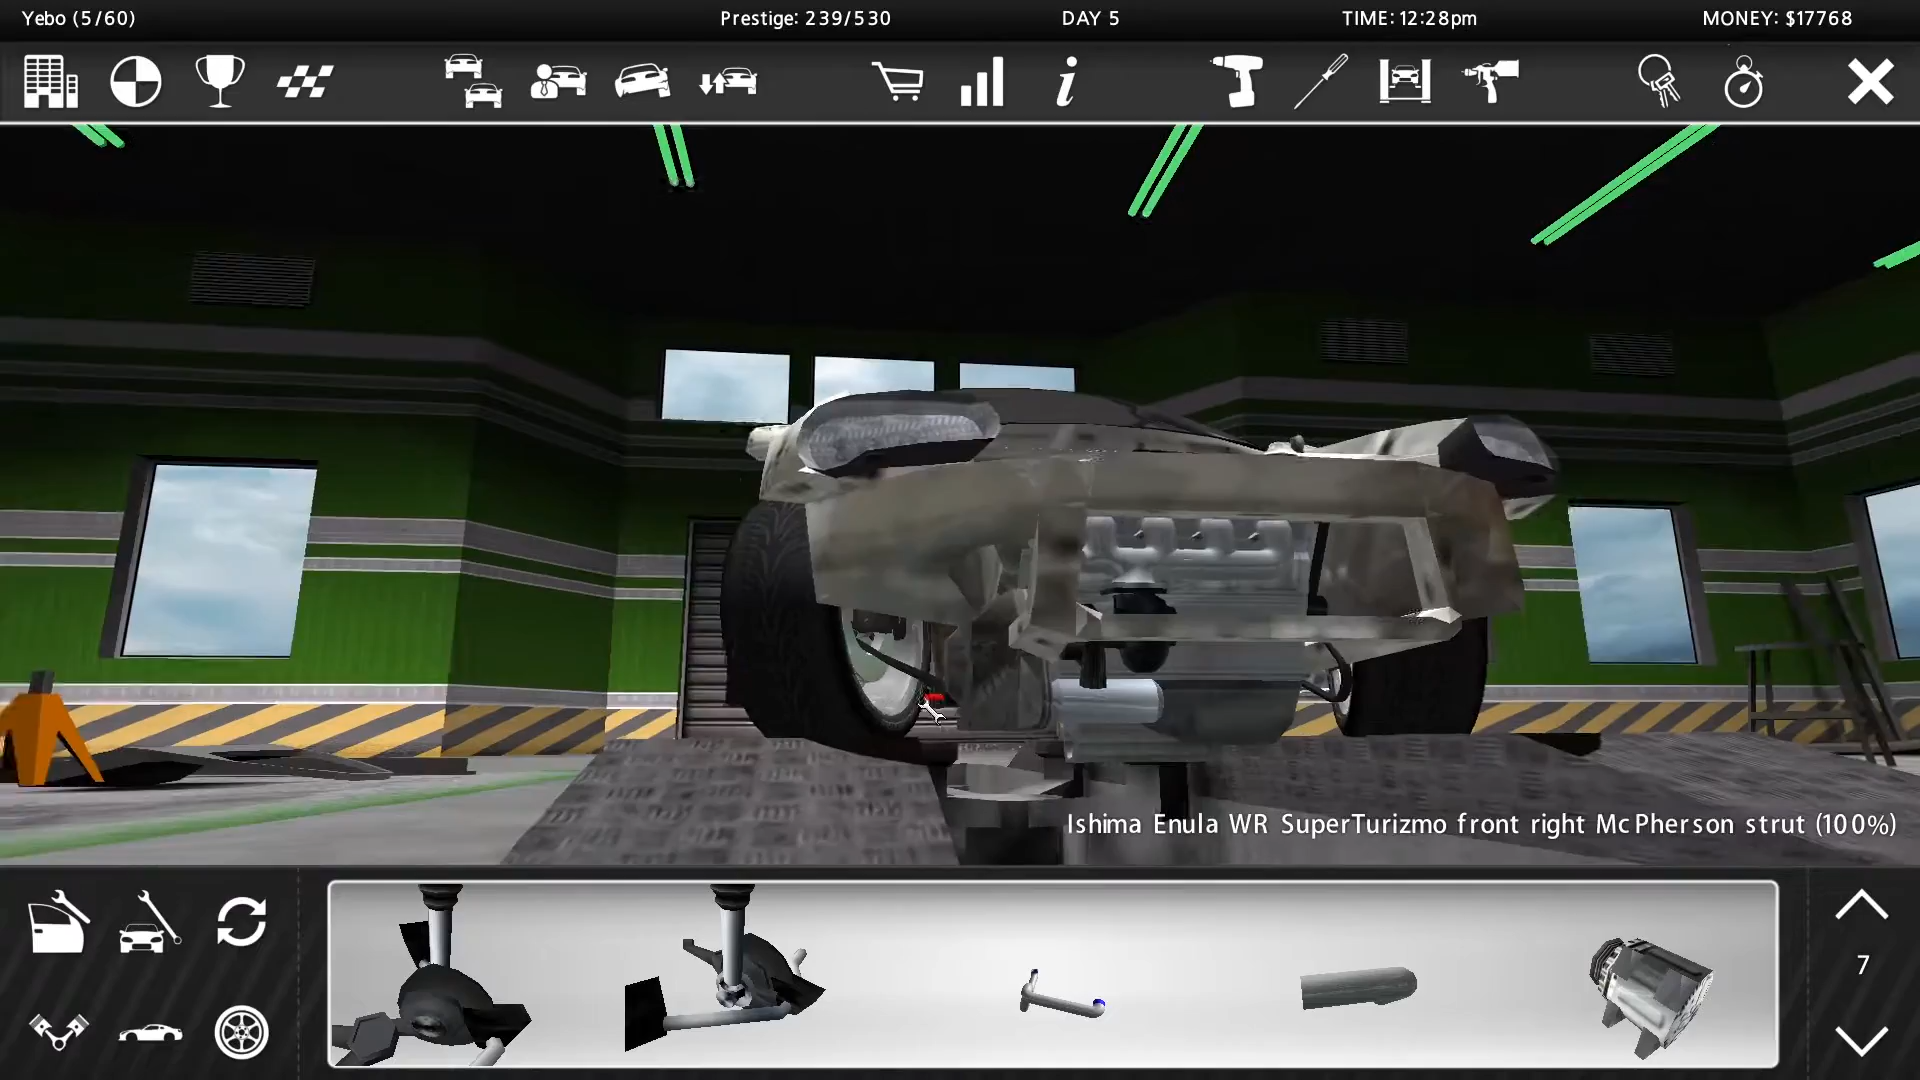 Yebo (5/60) Prestige: 239/530 DAY 5 TIME: 12:28pm MONEY: $17768
Ishima Enula WR SuperTurizmo front right McPherson strut (100%)
7